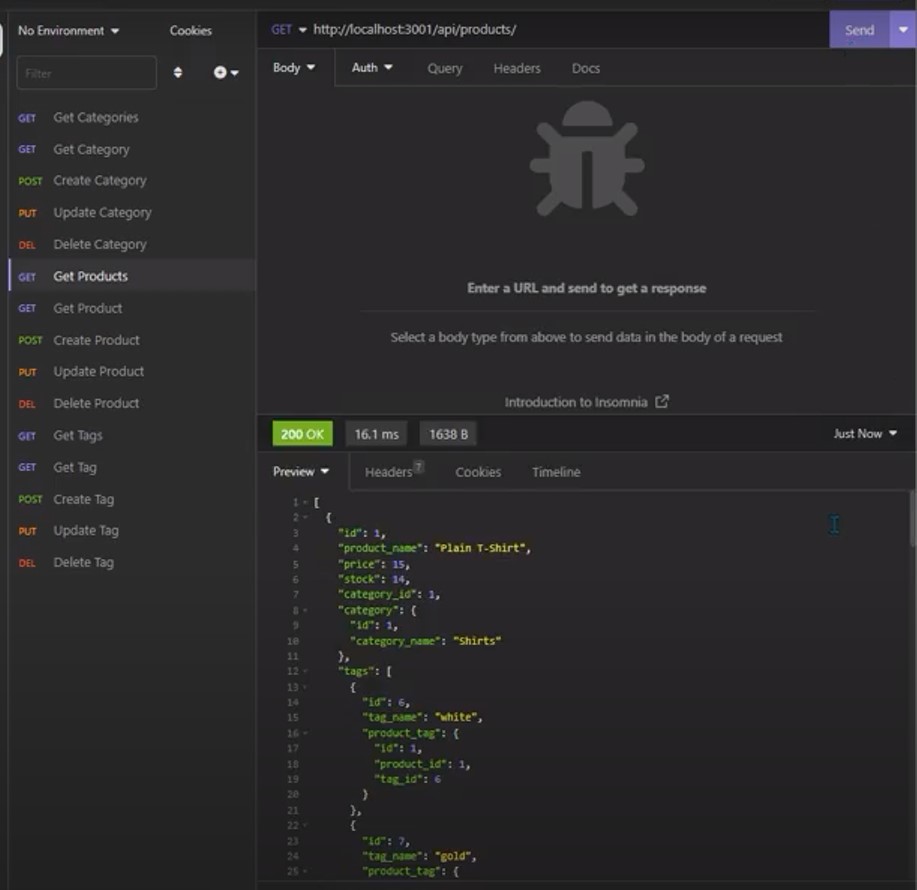 No Environment Cookies
Filter
GET Get Categories
GET Get Category
POST Create Category
PUT Update Category
DEL Delete Category
GET Get Products
GET Get Product
POST Create Product
PUT Update Product
DEL Delete Product
GET Get Tags
GET Get Tag
POST Create Tag
PUT Update Tag
DEL Delete Tag
GET http://localhost:3001/api/products/ Send
Body Auth Query Headers Docs
Enter a URL and send to get a response
Select a body type from above to send data in the body of a request
Introduction to Insomnia
200 OK 16.1 ms 1638 B Just Now
Preview Headers 7 Cookies Timeline
1 [
2 {
3 "id": 1,
4 "product_name": "Plain T-Shirt",
5 "price": 15,
6 "stock": 14,
7 "category_id": 1,
8 "category": {
9 "id": 1,
10 "category_name": "Shirts"
11 },
12 "tags": [
13 {
14 "id": 6,
15 "tag_name": "white",
16 "product_tag": {
17 "id": 1,
18 "product_id": 1,
19 "tag_id": 6
20 }
21 },
22 {
23 "id": 7,
24 "tag_name": "gold",
25 "product_tag": {